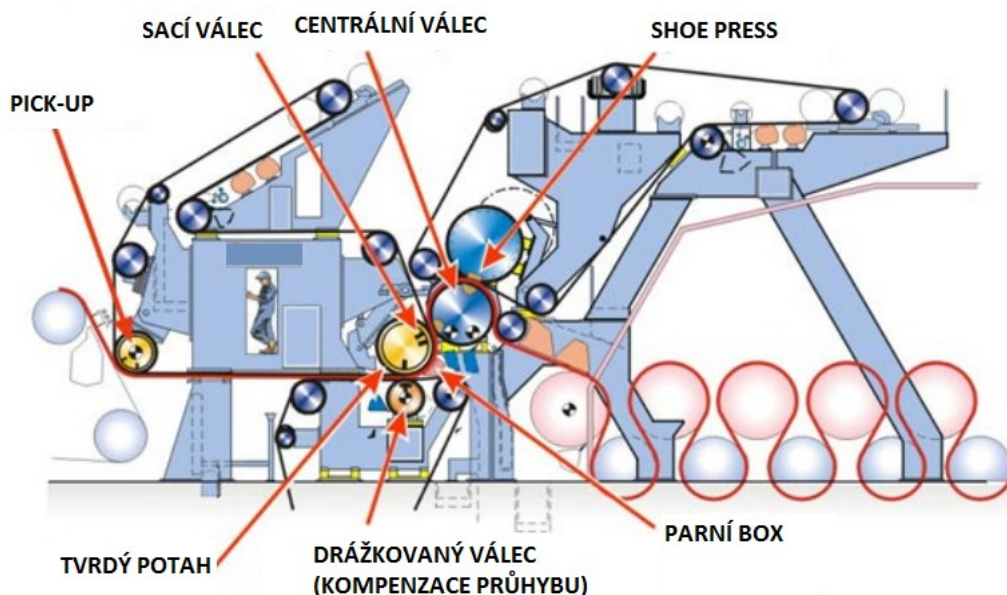 SACÍ VÁLEC
CENTRÁLNÍ VÁLEC
SHOE PRESS
PICK-UP
PARNÍ BOX
TVRDÝ POTAH
DRÁŽKOVANÝ VÁLEC
(KOMPENZACE PRŮHYBU)